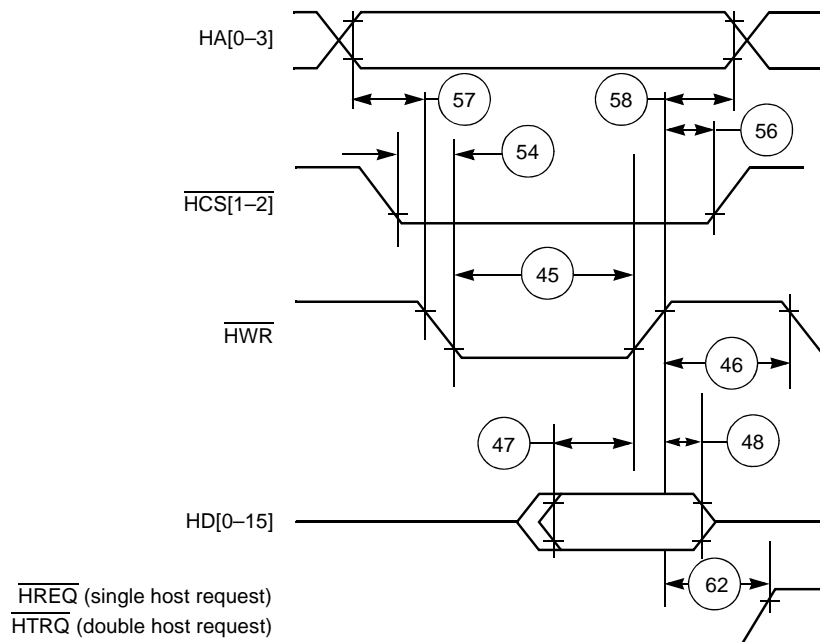 HA[0–3]
57
58
56
54
HCS[1–2]
45
HWR
46
47
48
HD[0–15]
62
HREQ (single host request)
HTRQ (double host request)